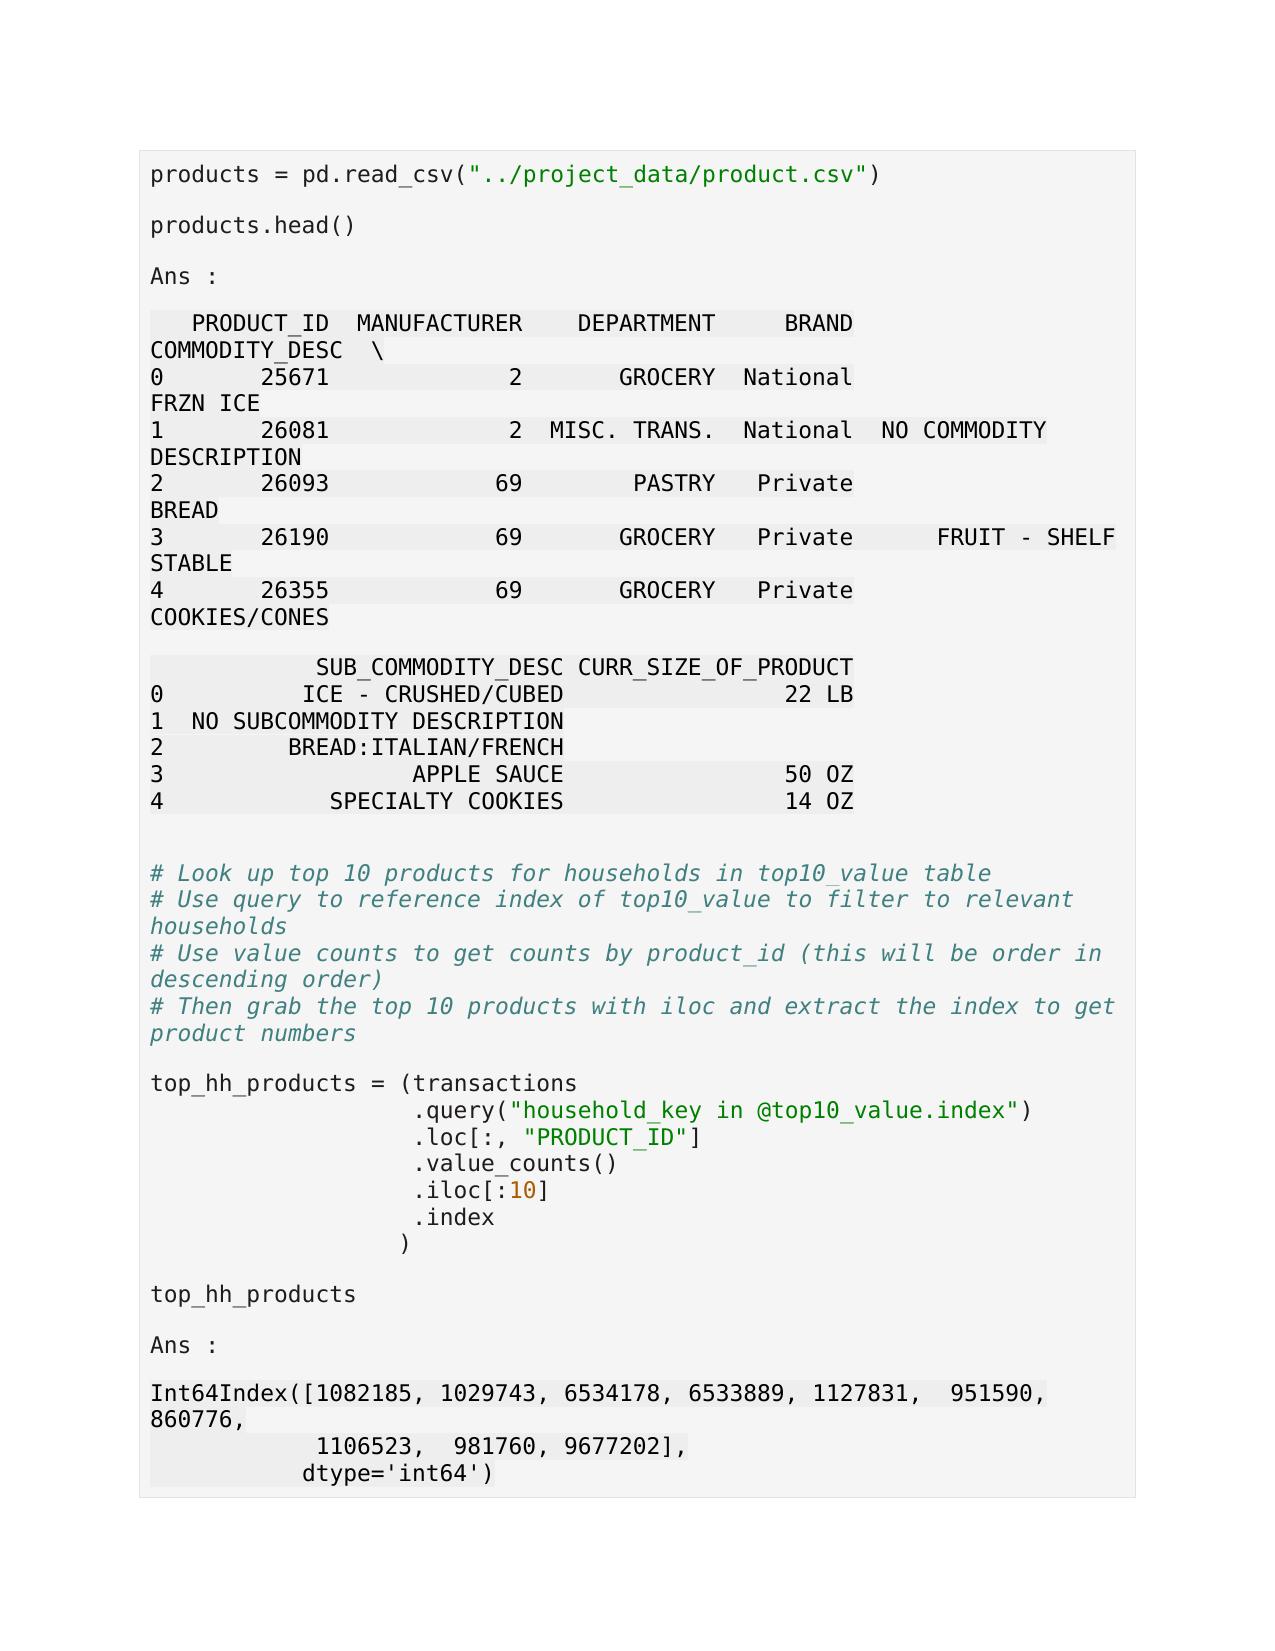 products = pd.read_csv("../project_data/product.csv")
products.head()
Ans :
   PRODUCT_ID  MANUFACTURER    DEPARTMENT     BRAND
COMMODITY_DESC  \
0       25671             2       GROCERY  National
FRZN ICE
1       26081             2  MISC. TRANS.  National  NO COMMODITY
DESCRIPTION
2       26093            69        PASTRY   Private
BREAD
3       26190            69       GROCERY   Private      FRUIT - SHELF
STABLE
4       26355            69       GROCERY   Private
COOKIES/CONES
            SUB_COMMODITY_DESC CURR_SIZE_OF_PRODUCT
0          ICE - CRUSHED/CUBED                22 LB
1  NO SUBCOMMODITY DESCRIPTION
2         BREAD:ITALIAN/FRENCH
3                  APPLE SAUCE                50 OZ
4            SPECIALTY COOKIES                14 OZ
# Look up top 10 products for households in top10_value table
# Use query to reference index of top10_value to filter to relevant
households
# Use value counts to get counts by product_id (this will be order in
descending order)
# Then grab the top 10 products with iloc and extract the index to get
product numbers
top_hh_products = (transactions
                   .query("household_key in @top10_value.index")
                   .loc[:, "PRODUCT_ID"]
                   .value_counts()
                   .iloc[:10]
                   .index
                  )
top_hh_products
Ans :
Int64Index([1082185, 1029743, 6534178, 6533889, 1127831,  951590,
860776,
            1106523,  981760, 9677202],
           dtype='int64')